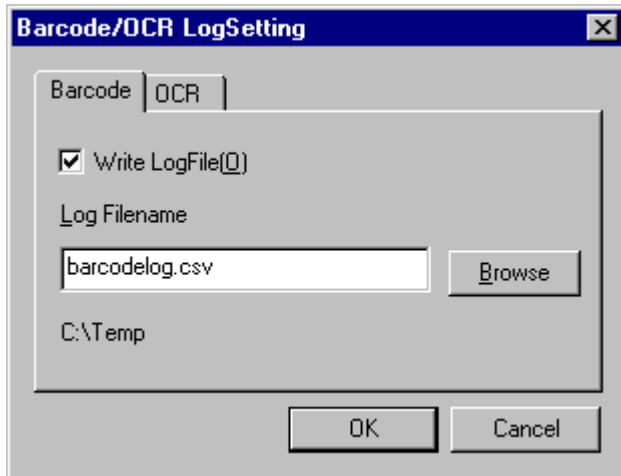 Barcode/OCR LogSetting
Barcode OCR
Write LogFile(O)
Log Filename
barcodelog.csv
Browse
C:\Temp
OK Cancel